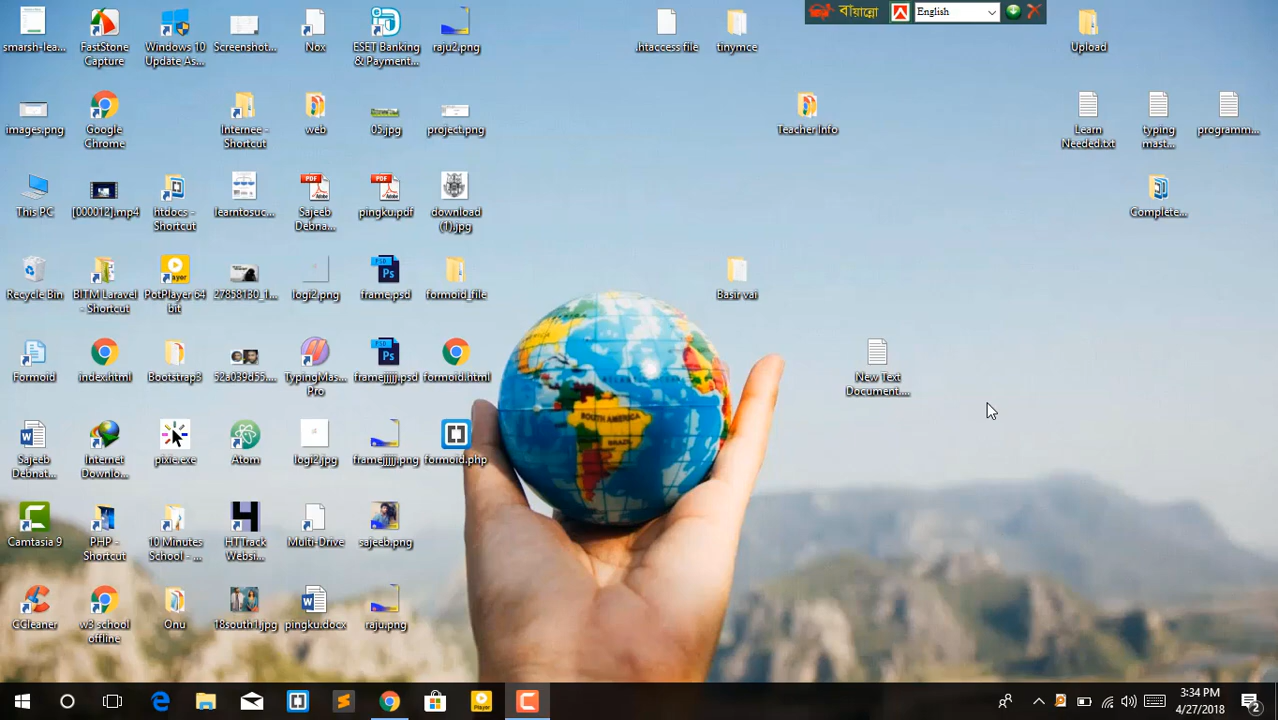 smarsh-lea...
FastStone
Capture
Windows 10
Update As...
Screenshot...
Nox
ESET Banking
& Payment...
raju2.png
.htaccess file
tinymce
বায়ান্নো
English
Upload
images.png
Google
Chrome
Internee -
Shortcut
web
05.jpg
project.png
Teacher Info
Learn
Needed.txt
typing
mast...
programm...
This PC
[000012].mp4
htdocs -
Shortcut
learntosuc...
Sajeeb
Debna...
pingku.pdf
download
(1).jpg
Complete...
Recycle Bin
BITM Laravel
- Shortcut
PotPlayer 64
bit
27858130_1...
logi2.png
frame.psd
formoid_file
Basir vai
Formoid
index.html
Bootstrap3
52a039d55....
TypingMas...
Pro
framejjjjj.psd
formoid.html
New Text
Document....
SOUTH AMERICA
BRAZIL
Sajeeb
Debnat...
Internet
Downlo...
pixie.exe
Atom
logi2.jpg
framejjjjj.png
formoid.php
Camtasia 9
PHP -
Shortcut
10 Minutes
School - ...
HTTrack
Websi...
Multi-Drive
sajeeb.png
CCleaner
w3 school
offline
Onu
18south1.jpg
pingku.docx
raju.png
3:34 PM
4/27/2018
2